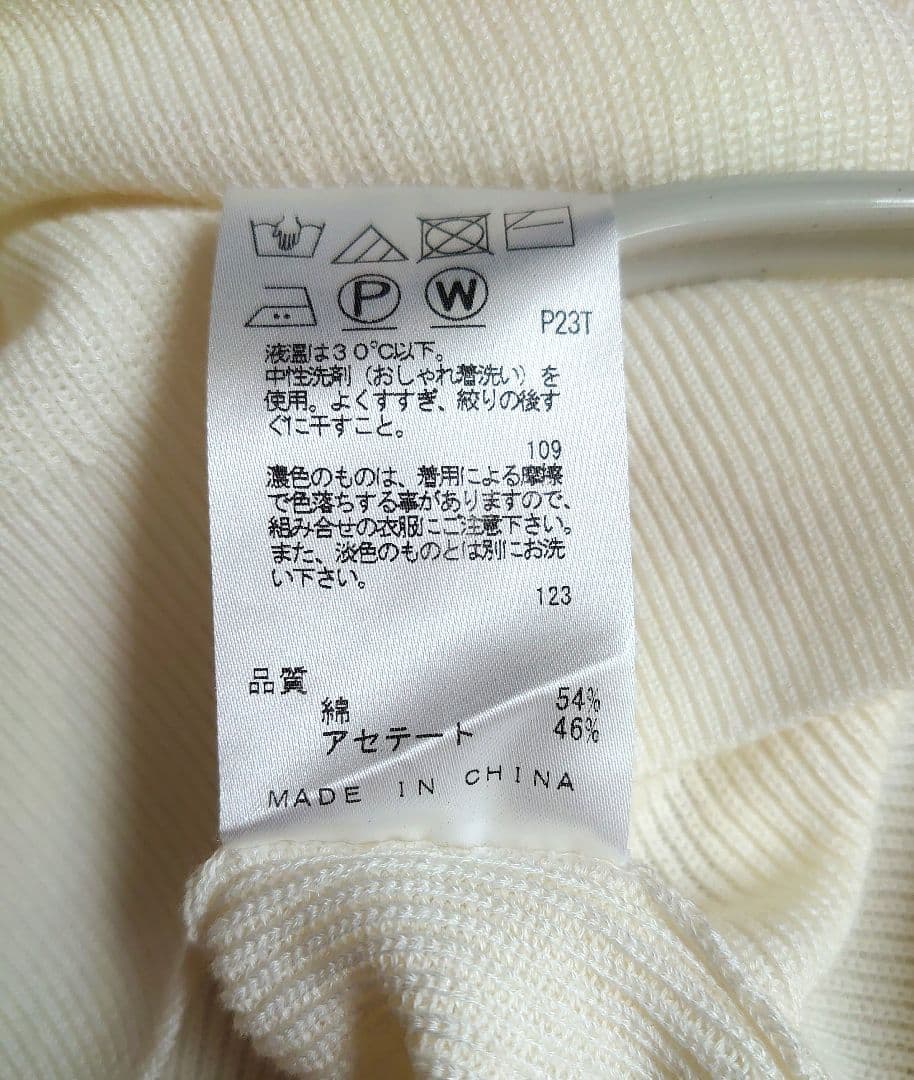 P W
P23T
液温は30℃以下。
中性洗剤（おしゃれ着洗い）を
使用。よくすすぎ、絞りの後す
ぐに干すこと。
109
濃色のものは、着用による摩擦
で色落ちする事がありますので、
組み合せの衣服にご注意下さい。
また、淡色のものとは別にお洗
い下さい。
123
品質
綿 54%
アセテート 46%
MADE IN CHINA